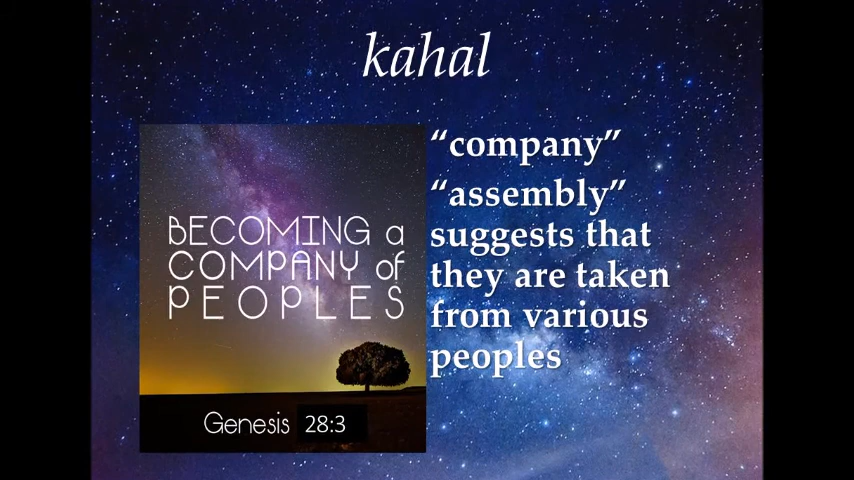 kahal
BECOMING a
COMPANY of
PEOPLES
Genesis 28:3
“company”
“assembly”
suggests that
they are taken
from various
peoples